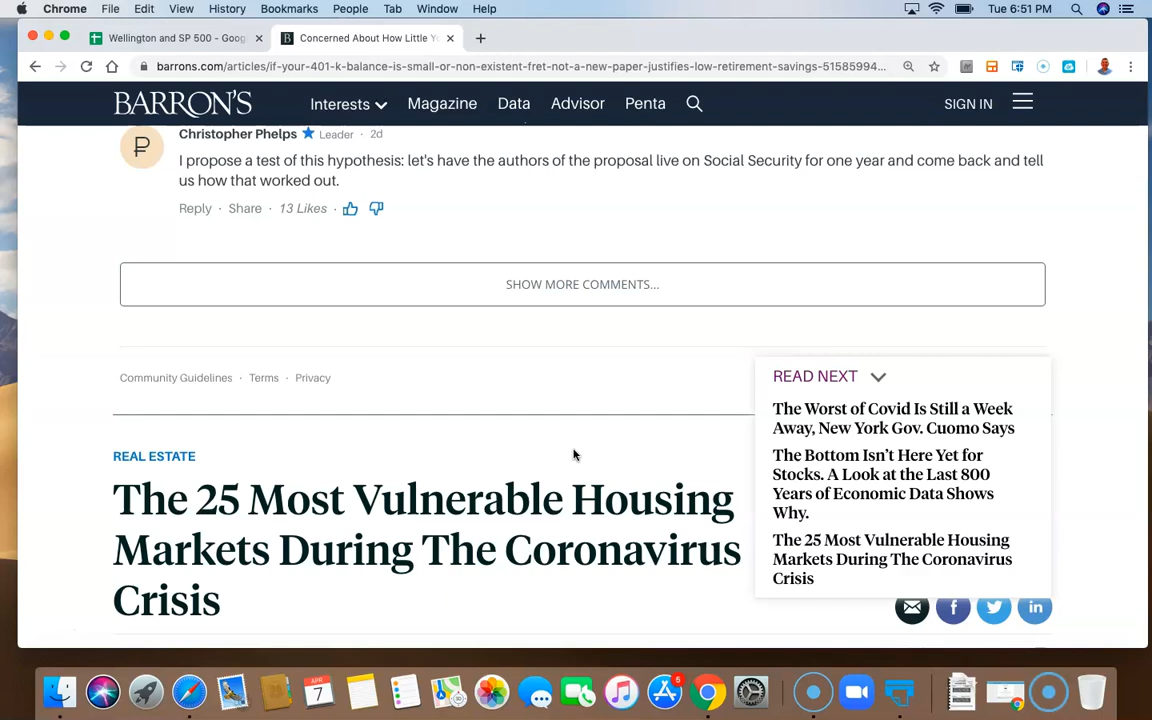 Chrome File Edit View History Bookmarks People Tab Window Help Tue 6:51 PM
Wellington and SP 500 - Goog
Concerned About How Little Y
barrons.com/articles/if-your-401-k-balance-is-small-or-non-existent-fret-not-a-new-paper-justifies-low-retirement-savings-51585994...
BARRON'S Interests Magazine Data Advisor Penta SIGN IN
Christopher Phelps Leader · 2d
I propose a test of this hypothesis: let's have the authors of the proposal live on Social Security for one year and come back and tell
us how that worked out.
Reply · Share · 13 Likes ·
SHOW MORE COMMENTS...
Community Guidelines · Terms · Privacy
READ NEXT
The Worst of Covid Is Still a Week
Away, New York Gov. Cuomo Says
The Bottom Isn't Here Yet for
Stocks. A Look at the Last 800
Years of Economic Data Shows
Why.
The 25 Most Vulnerable Housing
Markets During The Coronavirus
Crisis
REAL ESTATE
The 25 Most Vulnerable Housing
Markets During The Coronavirus
Crisis
APR
7
5